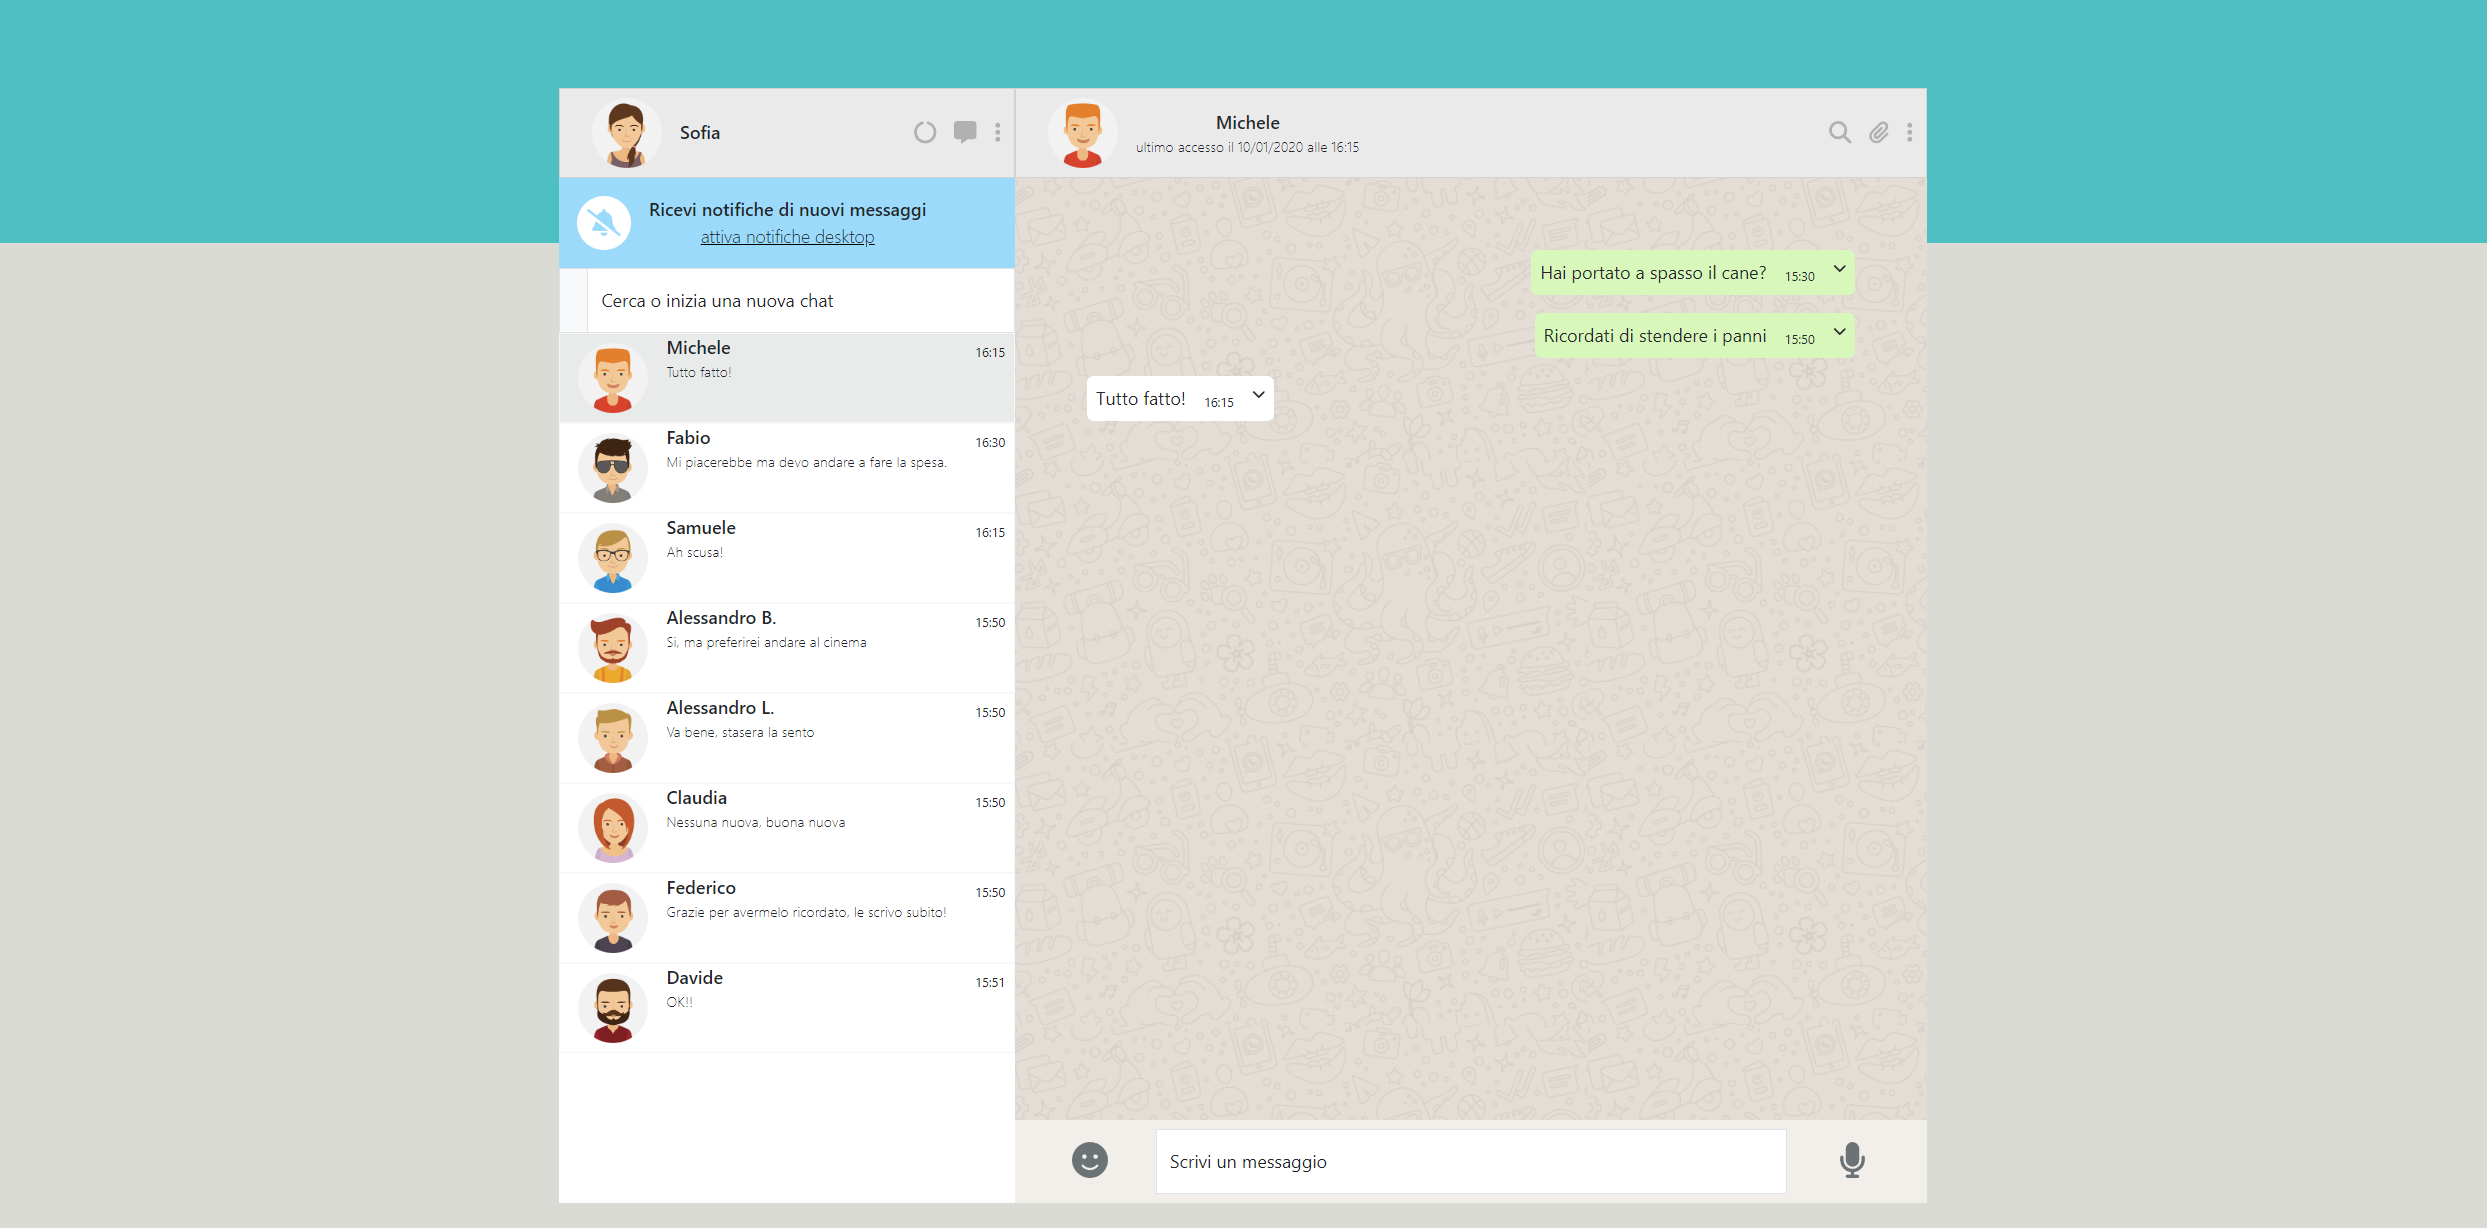 Sofia
Ricevi notifiche di nuovi messaggi
attiva notifiche desktop
Cerca o inizia una nuova chat
Michele 16:15
Tutto fatto!
Fabio 16:30
Mi piacerebbe ma devo andare a fare la spesa.
Samuele 16:15
Ah scusa!
Alessandro B. 15:50
Si, ma preferirei andare al cinema
Alessandro L. 15:50
Va bene, stasera la sento
Claudia 15:50
Nessuna nuova, buona nuova
Federico 15:50
Grazie per avermelo ricordato, le scrivo subito!
Davide 15:51
OK!!
Michele
ultimo accesso il 10/01/2020 alle 16:15
Hai portato a spasso il cane? 15:30
Ricordati di stendere i panni 15:50
Tutto fatto! 16:15
Scrivi un messaggio